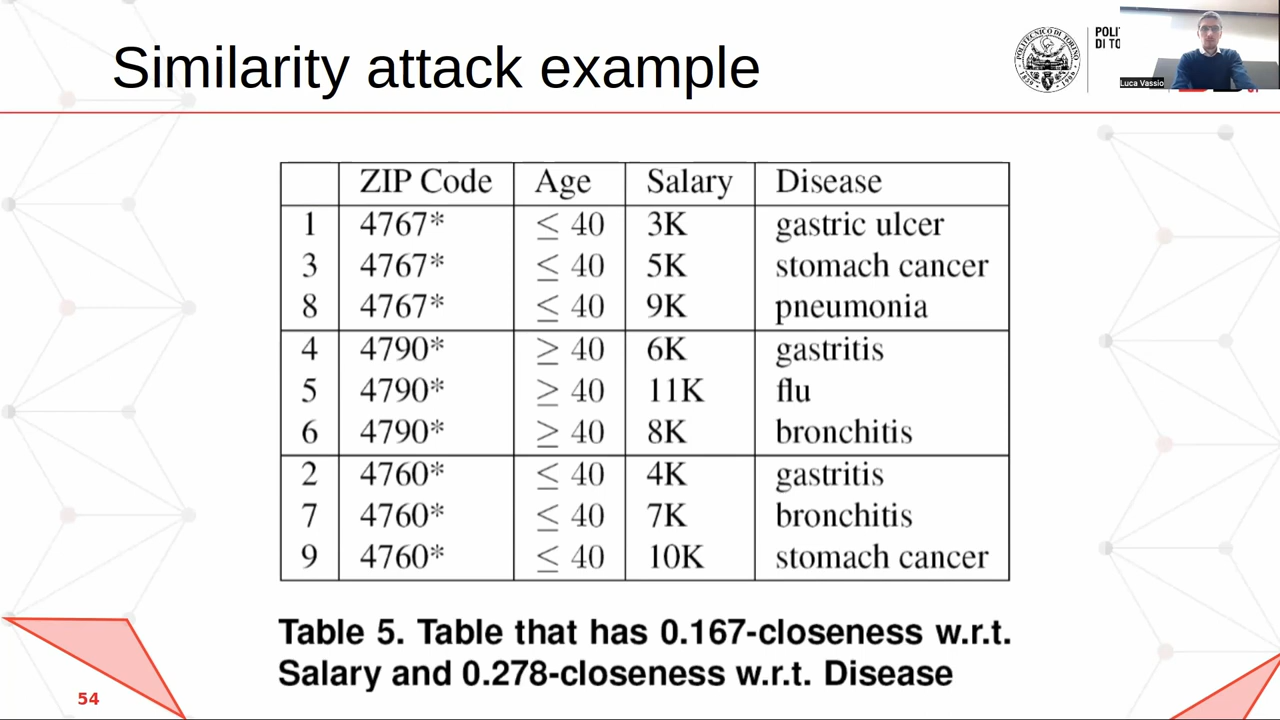 Similarity attack example
POLITECNICO DI TORINO
POLI
DI TO
Luca Vassio
ZIP Code Age Salary Disease
1 4767* ≤ 40 3K gastric ulcer
3 4767* ≤ 40 5K stomach cancer
8 4767* ≤ 40 9K pneumonia
4 4790* ≥ 40 6K gastritis
5 4790* ≥ 40 11K flu
6 4790* ≥ 40 8K bronchitis
2 4760* ≤ 40 4K gastritis
7 4760* ≤ 40 7K bronchitis
9 4760* ≤ 40 10K stomach cancer
Table 5. Table that has 0.167-closeness w.r.t.
Salary and 0.278-closeness w.r.t. Disease
54